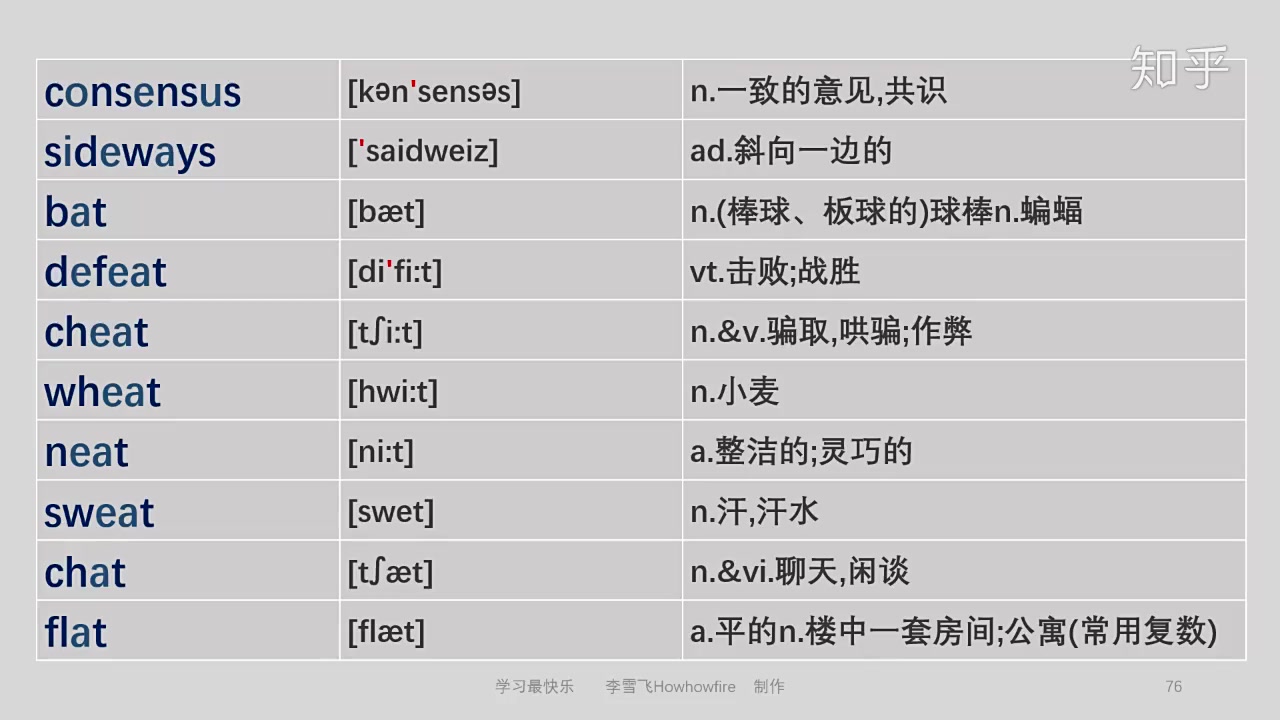 知乎
consensus [kən'sensəs] n.一致的意见,共识
sideways ['saidweiz] ad.斜向一边的
bat [bæt] n.(棒球、板球的)球棒n.蝙蝠
defeat [di'fi:t] vt.击败;战胜
cheat [tʃi:t] n.&v.骗取,哄骗;作弊
wheat [hwi:t] n.小麦
neat [ni:t] a.整洁的;灵巧的
sweat [swet] n.汗,汗水
chat [tʃæt] n.&vi.聊天,闲谈
flat [flæt] a.平的n.楼中一套房间;公寓(常用复数)
学习最快乐 李雪飞Howhowfire 制作 76